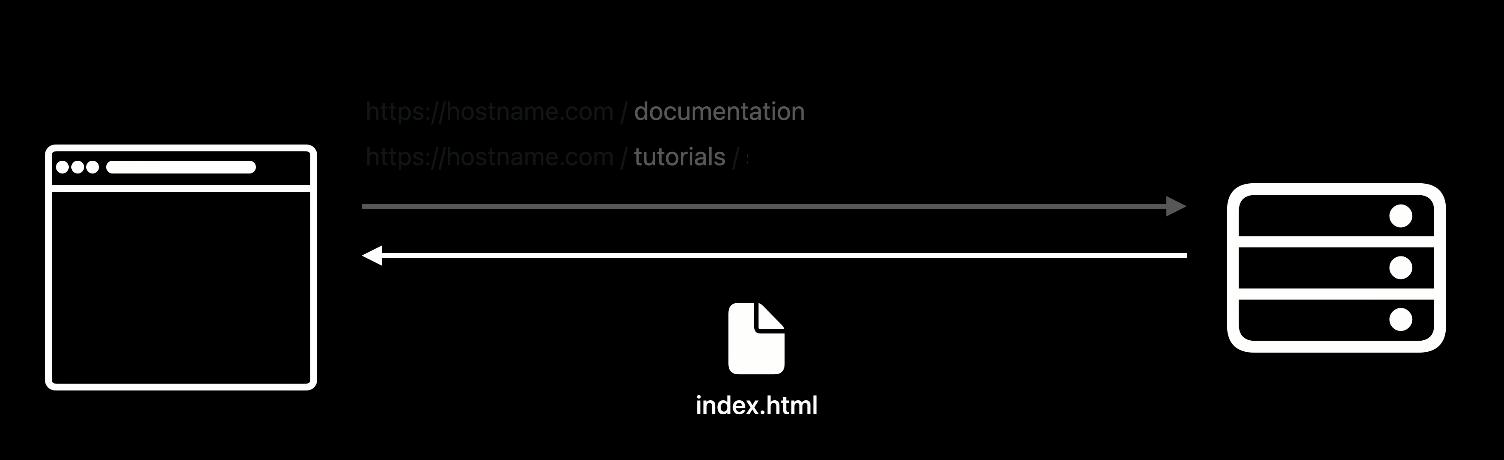 https://hostname.com / documentation
https://hostname.com / tutorials /
index.html